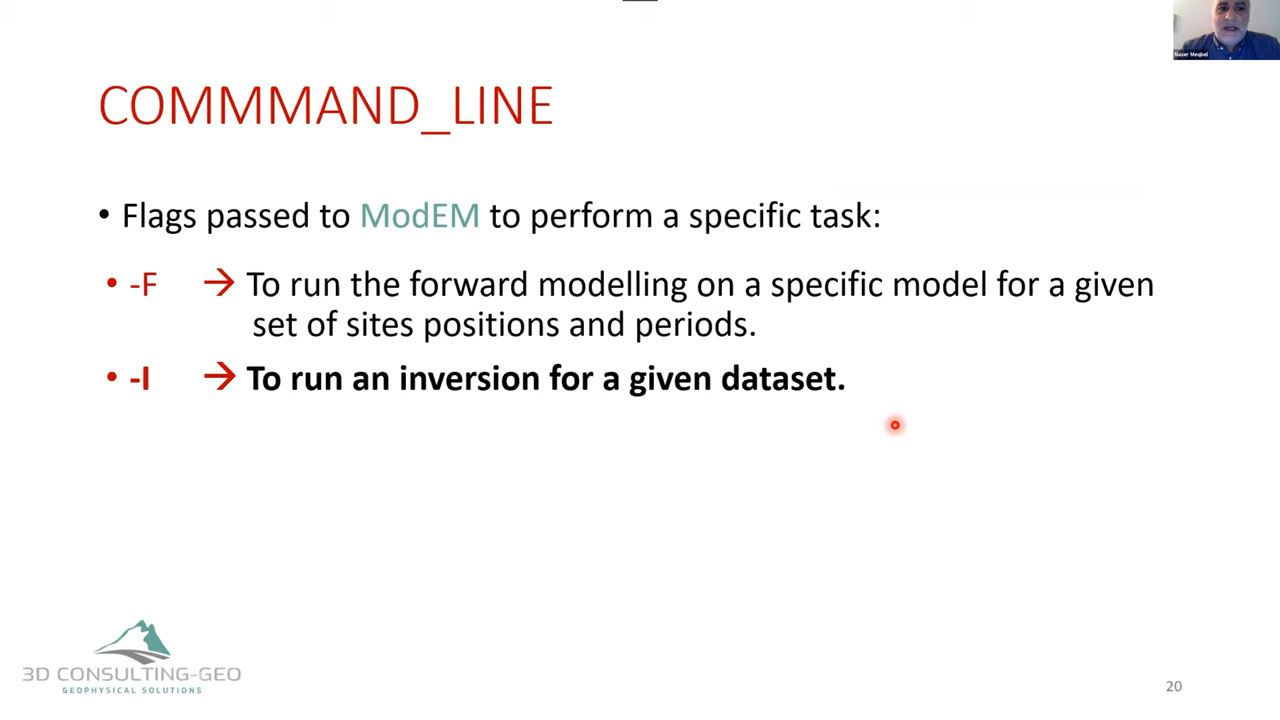 Naser Meqbel
COMMMAND_LINE
• Flags passed to ModEM to perform a specific task:
• -F → To run the forward modelling on a specific model for a given
set of sites positions and periods.
• -I → To run an inversion for a given dataset.
3D CONSULTING-GEO
GEOPHYSICAL SOLUTIONS
20